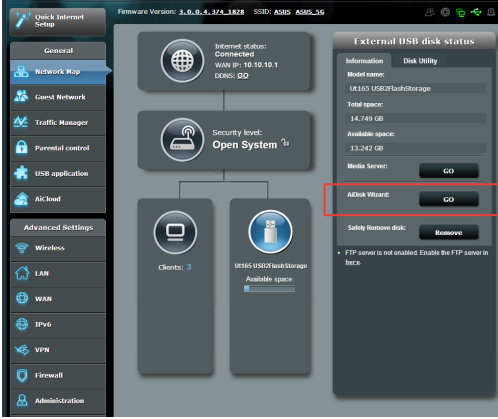 Quick Internet
Setup
Firmware Version: 3.0.0.4.374_1828 SSID: ASUS ASUS_5G
General
Network Map
Guest Network
Traffic Manager
Parental control
USB application
AiCloud
Advanced Settings
Wireless
LAN
WAN
IPv6
VPN
Firewall
Administration
Internet status:
Connected
WAN IP: 10.10.10.1
DDNS: GO
Security level:
Open System
Clients: 3
Ut165 USB2FlashStorage
Available space:
External USB disk status
Information Disk Utility
Model name:
Ut165 USB2FlashStorage
Total space:
14.749 GB
Available space:
13.242 GB
Media Server: GO
AiDisk Wizard: GO
Safely Remove disk: Remove
• FTP server is not enabled. Enable the FTP server in
here.